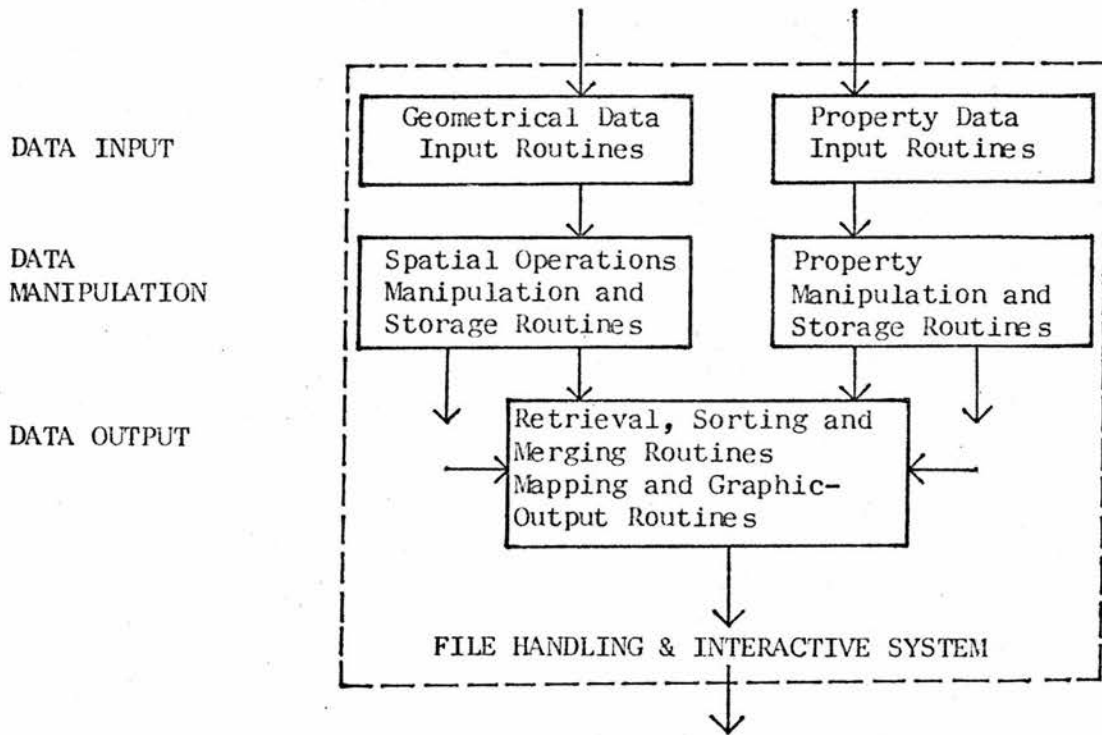 DATA INPUT
Geometrical Data
Input Routines
Property Data
Input Routines
DATA
MANIPULATION
Spatial Operations
Manipulation and
Storage Routines
Property
Manipulation and
Storage Routines
DATA OUTPUT
Retrieval, Sorting and
Merging Routines
Mapping and Graphic-
Output Routines
FILE HANDLING & INTERACTIVE SYSTEM